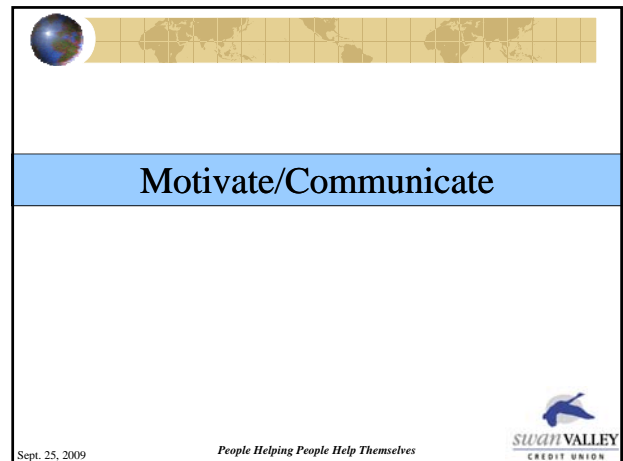 Motivate/Communicate
Sept. 25, 2009
People Helping People Help Themselves
swan VALLEY
CREDIT UNION